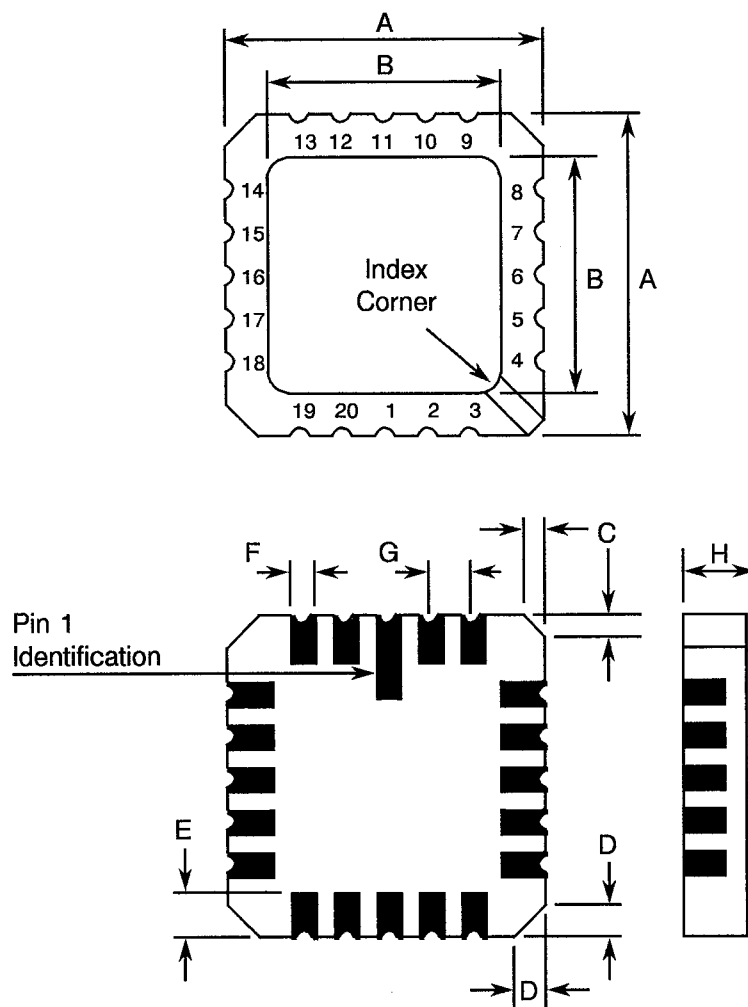 A
B
13 12 11 10 9
14 8
15 7
16 6
17 5
18 4
Index
Corner
B A
19 20 1 2 3
C
F G H
Pin 1
Identification
E D
D